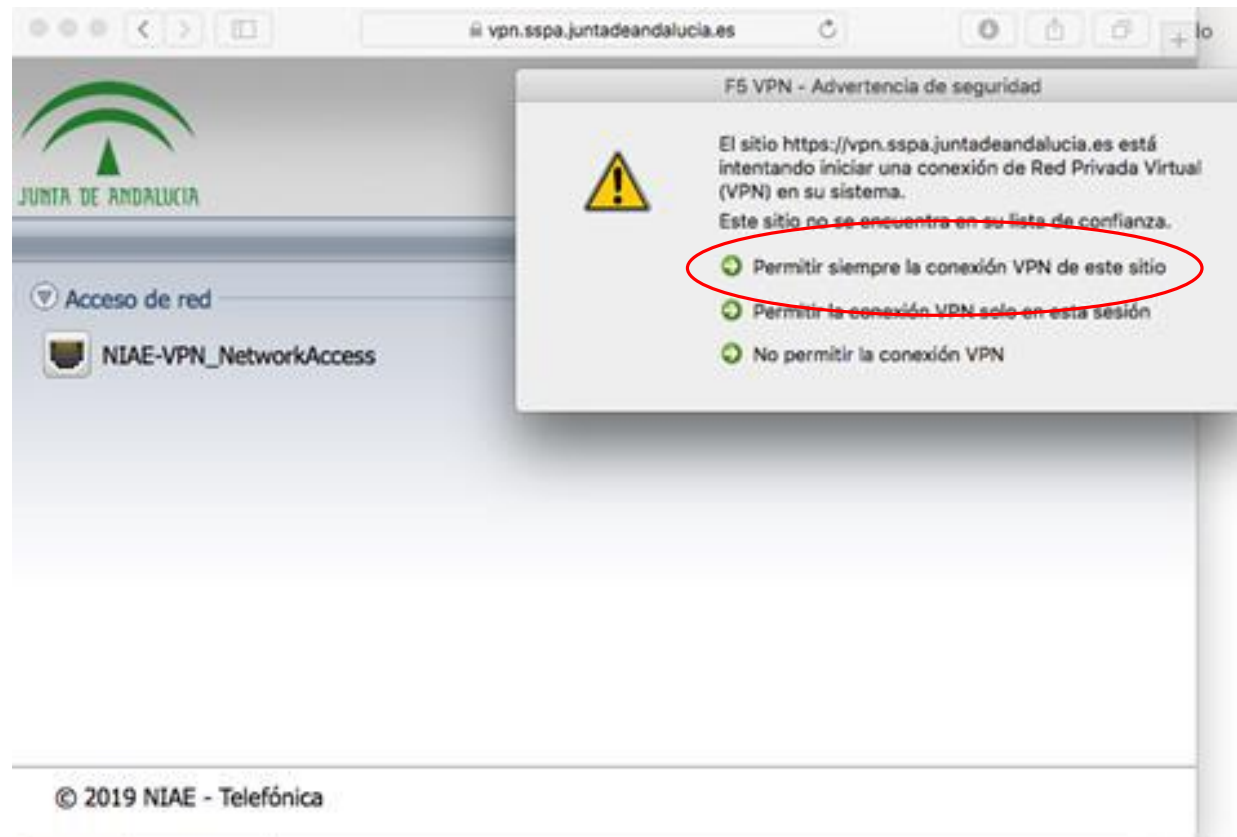 vpn.sspa.juntadeandalucia.es
lo
JUNTA DE ANDALUCIA
F5 VPN - Advertencia de seguridad
El sitio https://vpn.sspa.juntadeandalucia.es está
intentando iniciar una conexión de Red Privada Virtual
(VPN) en su sistema.
Este sitio no se encuentra en su lista de confianza.
Permitir siempre la conexión VPN de este sitio
Permitir la conexión VPN solo en esta sesión
No permitir la conexión VPN
Acceso de red
NIAE-VPN_NetworkAccess
© 2019 NIAE - Telefónica